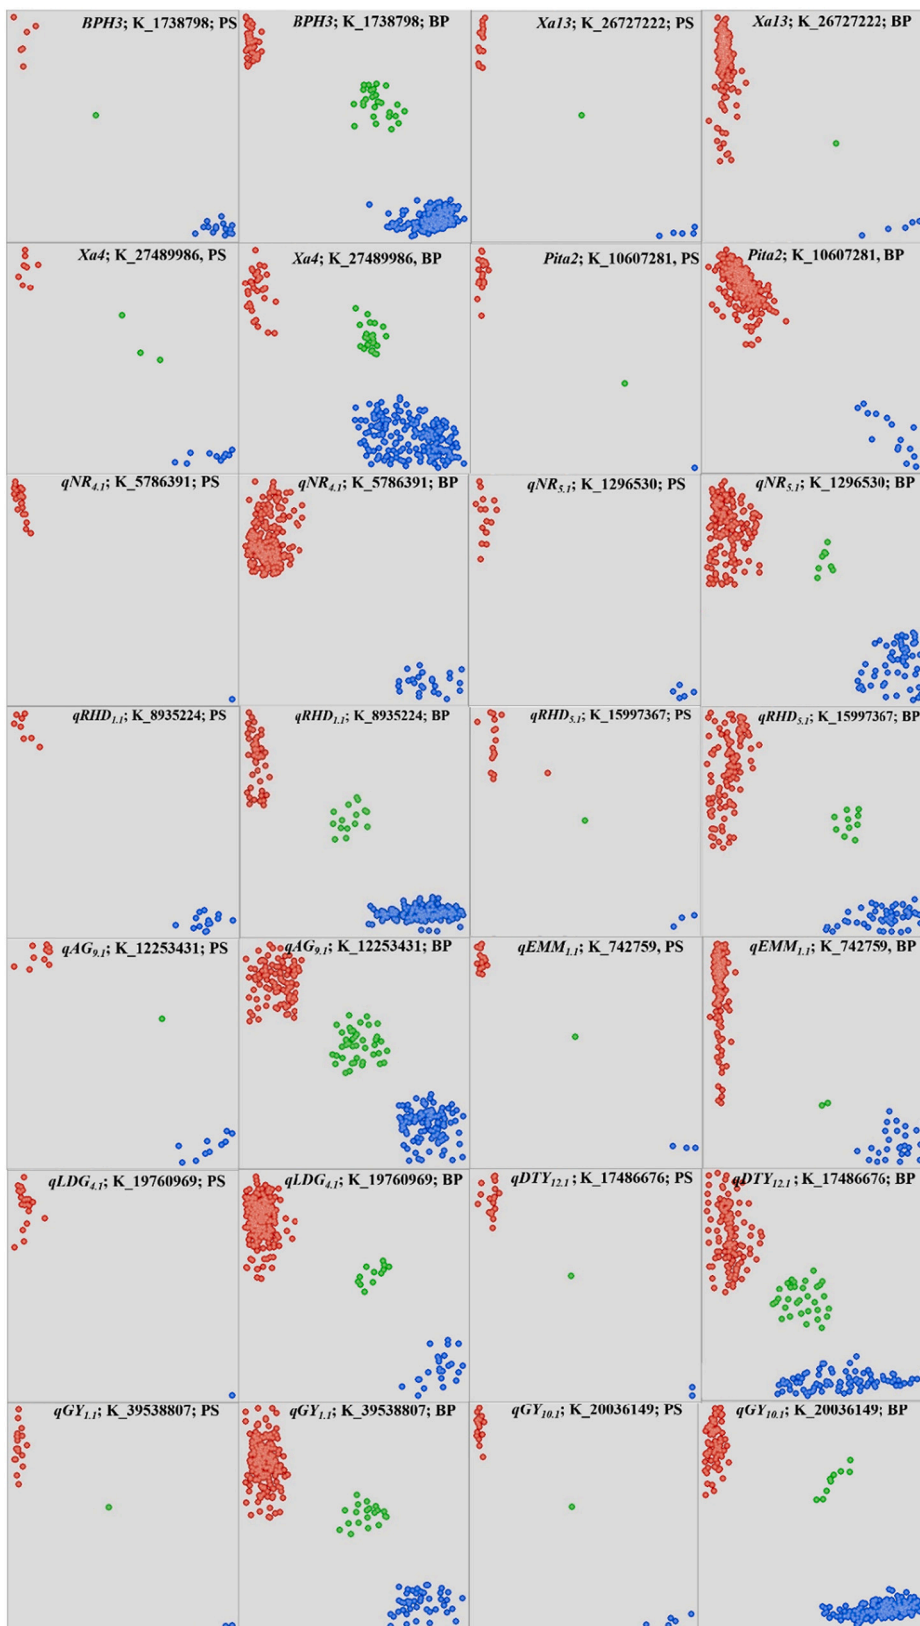 BPH3; K_1738798; PS
BPH3; K_1738798; BP
Xa13; K_26727222; PS
Xa13; K_26727222; BP
Xa4; K_27489986, PS
Xa4; K_27489986, BP
Pita2; K_10607281, PS
Pita2; K_10607281, BP
qNR4.1; K_5786391; PS
qNR4.1; K_5786391; BP
qNR5.1; K_1296530; PS
qNR5.1; K_1296530; BP
qRHD1.1; K_8935224; PS
qRHD1.1; K_8935224; BP
qRHD5.1; K_15997367; PS
qRHD5.1; K_15997367, BP
qAG9.1; K_12253431; PS
qAG9.1; K_12253431; BP
qEMM1.1; K_742759; PS
qEMM1.1; K_742759, BP
qLDG4.1; K_19760969; PS
qLDG4.1; K_19760969; BP
qDTY12.1; K_17486676; PS
qDTY12.1; K_17486676; BP
qGY1.1; K_39538807; PS
qGY1.1; K_39538807; BP
qGY10.1; K_20036149; PS
qGY10.1; K_20036149; BP